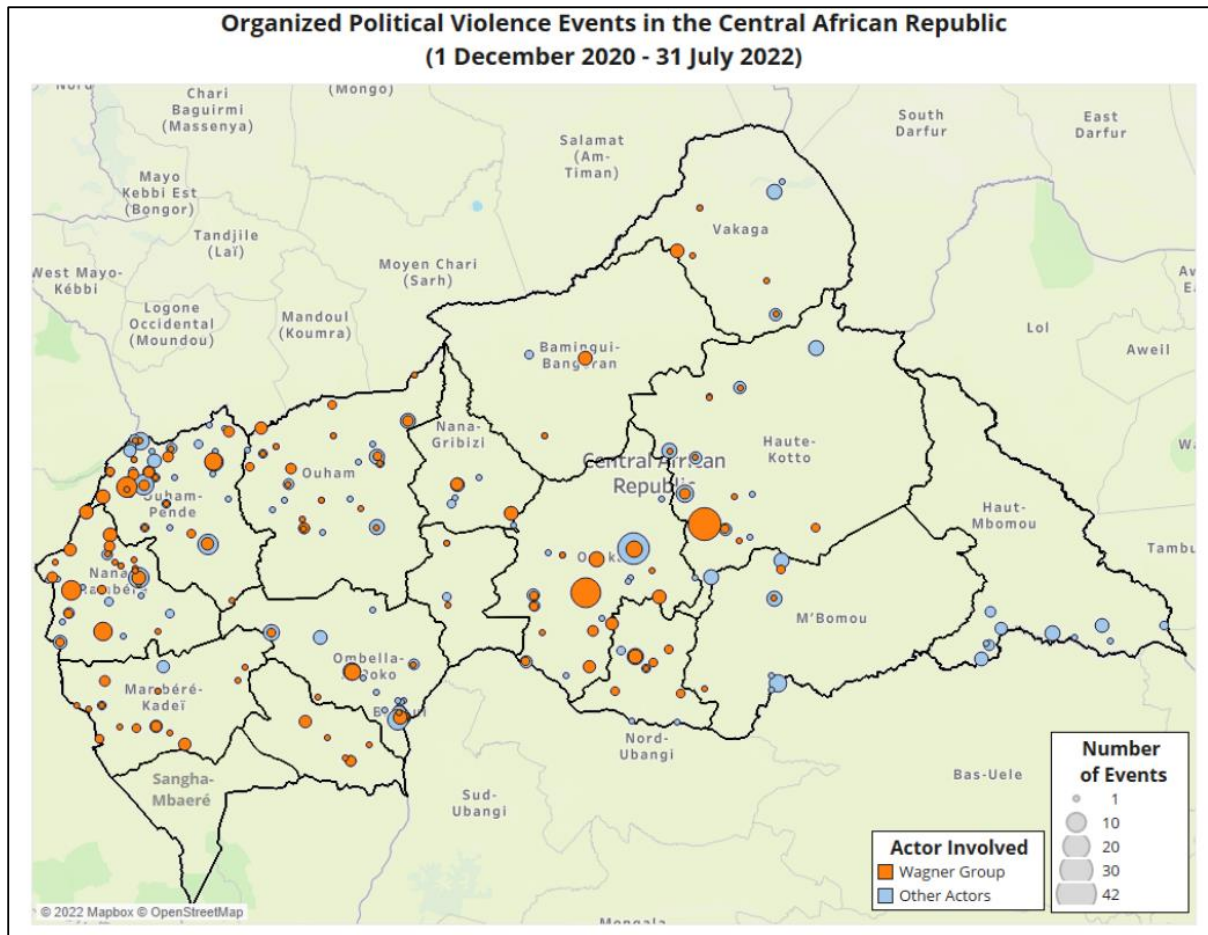 Organized Political Violence Events in the Central African Republic
(1 December 2020 - 31 July 2022)
Nord
Chari
Baguirmi
(Massenya)
(Mongo)
South
Darfur
East
Darfur
Salamat
(Am-
Timan)
Mayo
Kebbi Est
(Bongor)
Tandjile
(Laï)
Vakaga
West Mayo-
Kébbi
Moyen Chari
(Sarh)
Logone
Occidental
(Moundou)
Mandoul
(Koumra)
Lol
Aweil
Bamingui-
Nana-
Gribizi
Haute-
Kotto
Ouham
Central African
Republic
Pende
Haut-
Mbomou
Nana
M'Bomou
Ombella-
Mambéré-
Kadeï
Nord-
Ubangi
Sangha-
Mbaeré
Sud-
Ubangi
Bas-Uele
Number
of Events
1
10
20
30
42
Actor Involved
Wagner Group
Other Actors
© 2022 Mapbox © OpenStreetMap